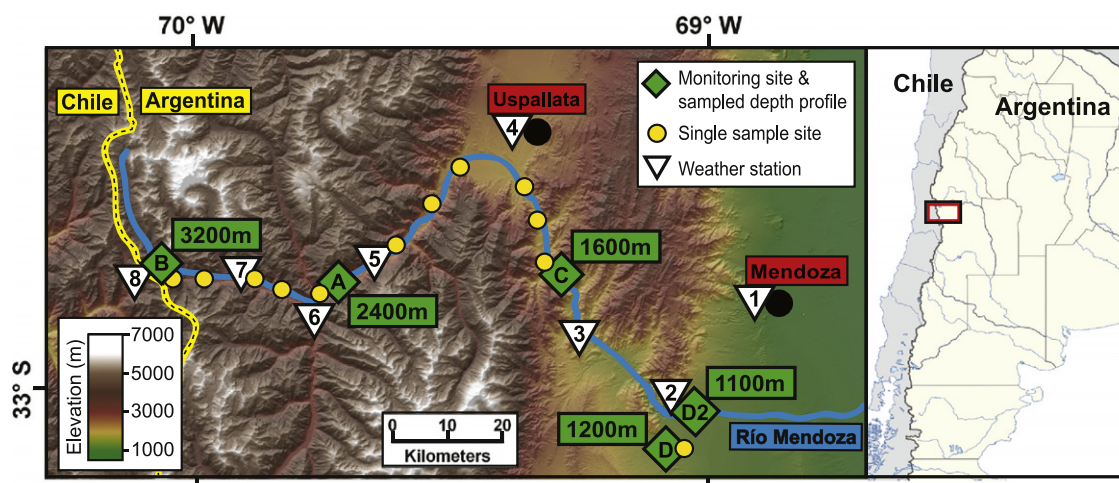 70° W
69° W
33° S
Chile
Argentina
Uspallata
4
Monitoring site &
sampled depth profile
Single sample site
Weather station
Chile
Argentina
3200m
B
8
7
5
A
6
2400m
1600m
C
Mendoza
1
3
2
1100m
D2
1200m
D
Río Mendoza
Elevation (m)
7000
5000
3000
1000
0
10
20
Kilometers